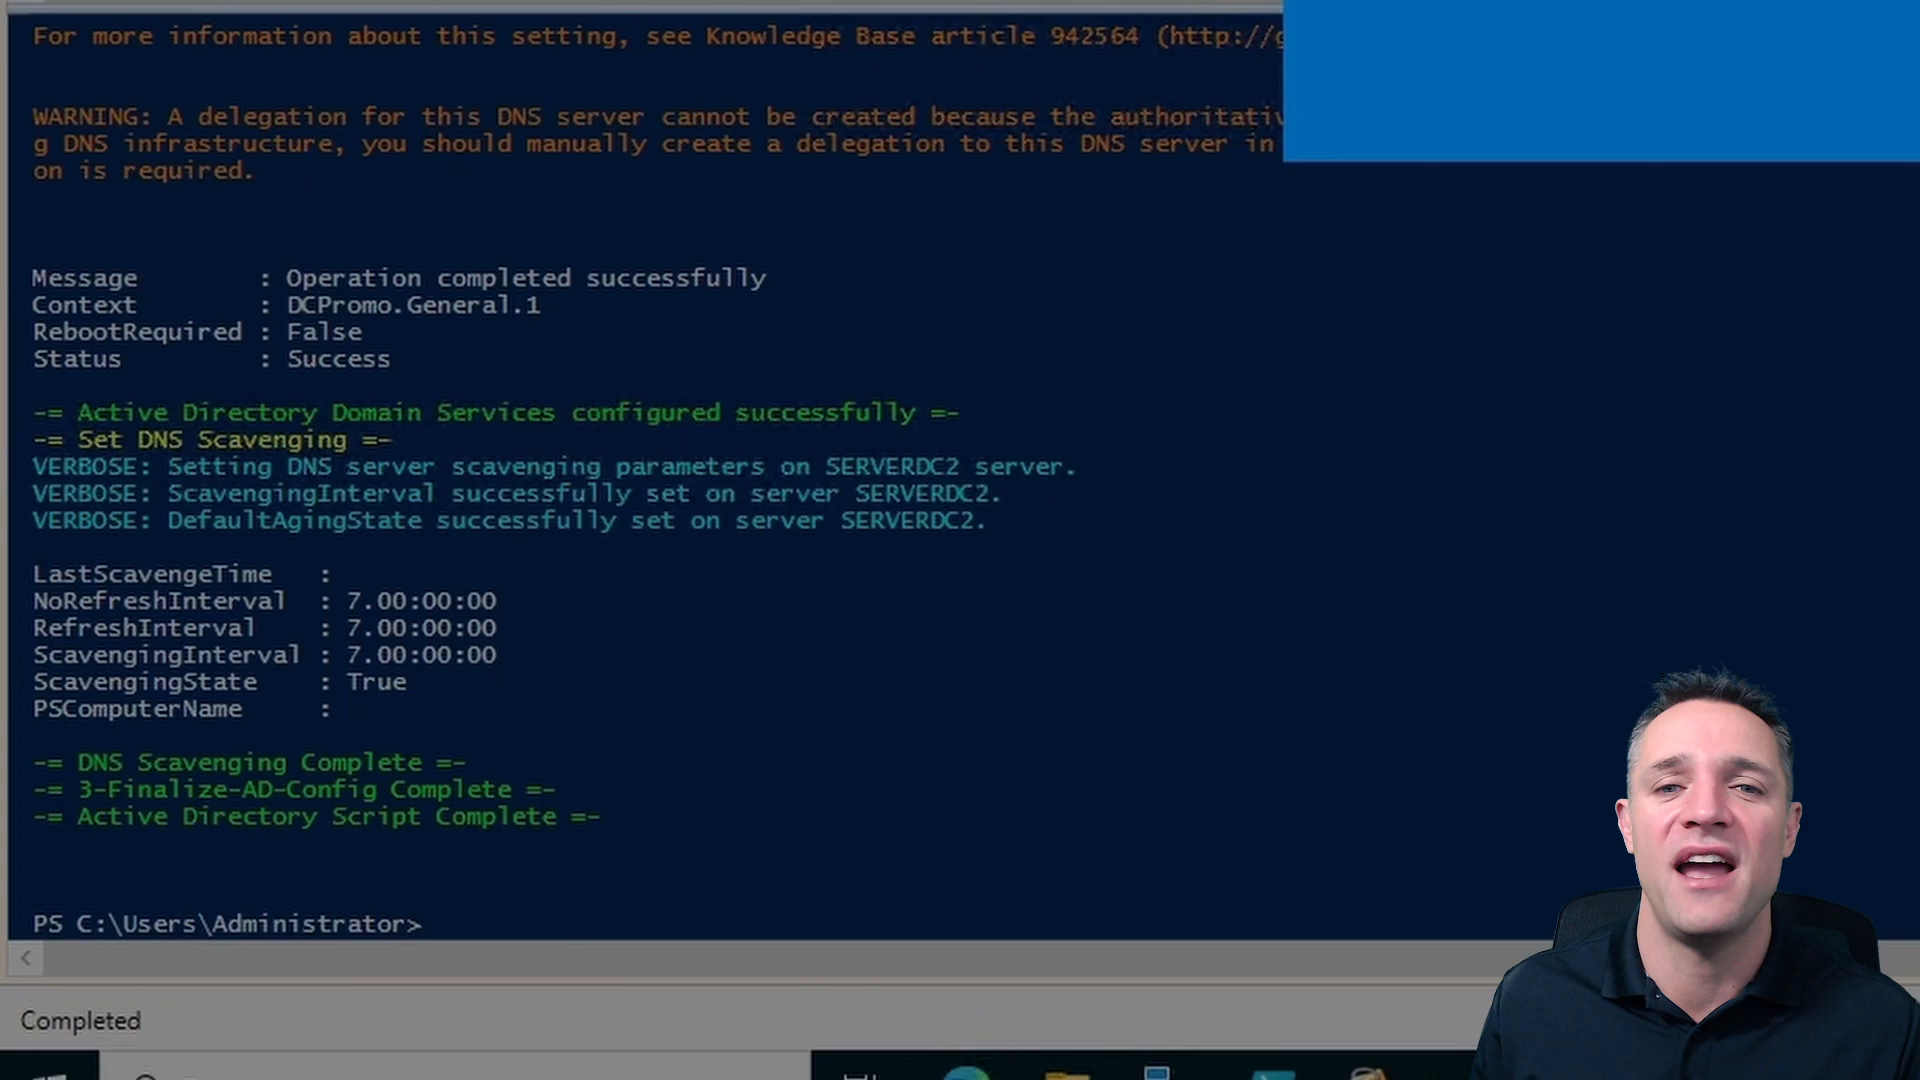 For more information about this setting, see Knowledge Base article 942564 (http://g
WARNING: A delegation for this DNS server cannot be created because the authoritativ
g DNS infrastructure, you should manually create a delegation to this DNS server in
on is required.
Message : Operation completed successfully
Context : DCPromo.General.1
RebootRequired : False
Status : Success
-= Active Directory Domain Services configured successfully =-
-= Set DNS Scavenging =-
VERBOSE: Setting DNS server scavenging parameters on SERVERDC2 server.
VERBOSE: ScavengingInterval successfully set on server SERVERDC2.
VERBOSE: DefaultAgingState successfully set on server SERVERDC2.
LastScavengeTime :
NoRefreshInterval : 7.00:00:00
RefreshInterval : 7.00:00:00
ScavengingInterval : 7.00:00:00
ScavengingState : True
PSComputerName :
-= DNS Scavenging Complete =-
-= 3-Finalize-AD-Config Complete =-
-= Active Directory Script Complete =-
PS C:\Users\Administrator>
Completed